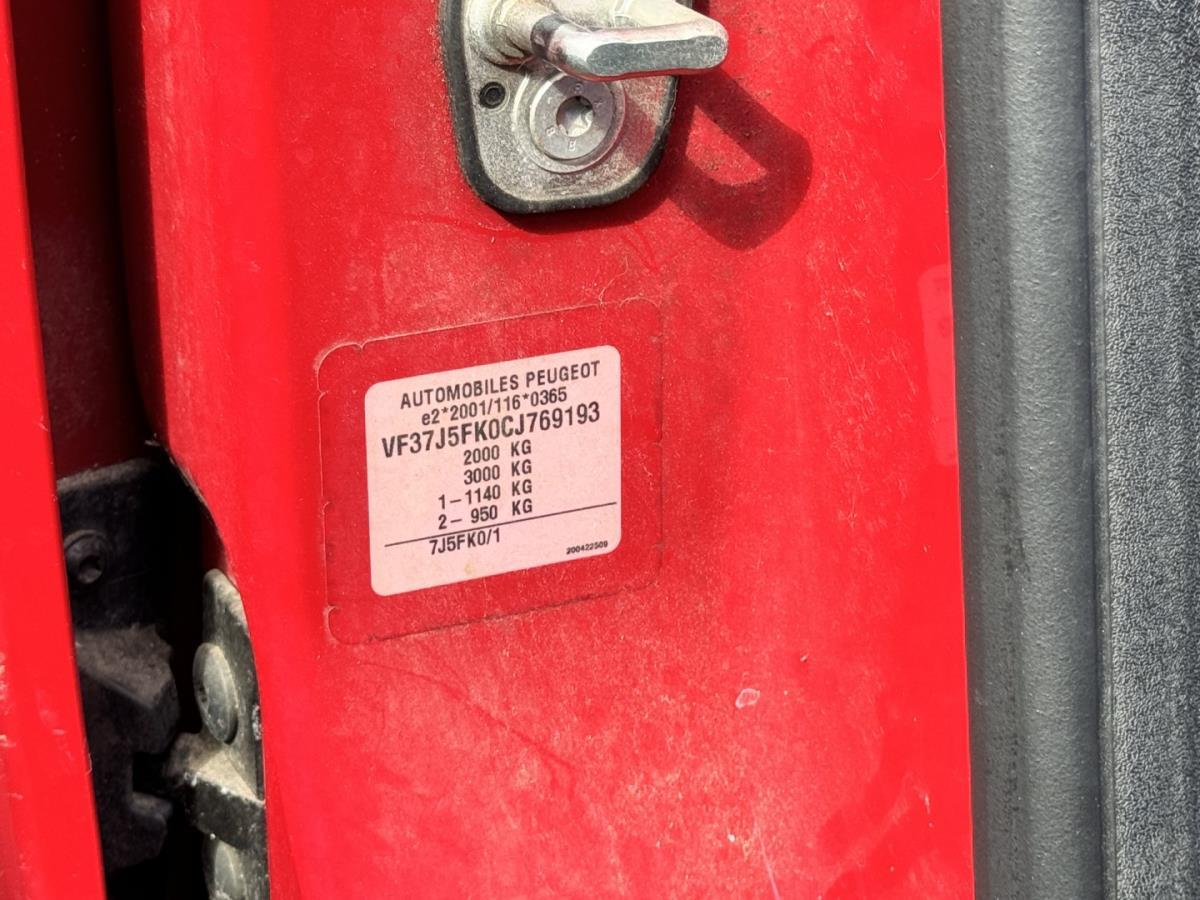 AUTOMOBILES PEUGEOT
e2*2001/116*0365
VF37J5FK0CJ769193
2000 KG
3000 KG
1-1140 KG
2- 950 KG
7J5FK0/1
200422509